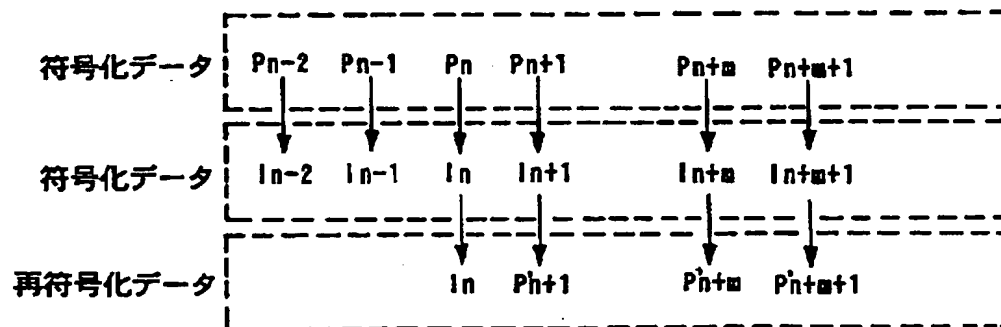 符号化データ Pn-2 Pn-1 Pn Pn+1 Pn+m Pn+m+1
符号化データ In-2 In-1 In In+1 In+m In+m+1
再符号化データ In P'n+1 P'n+m P'n+m+1